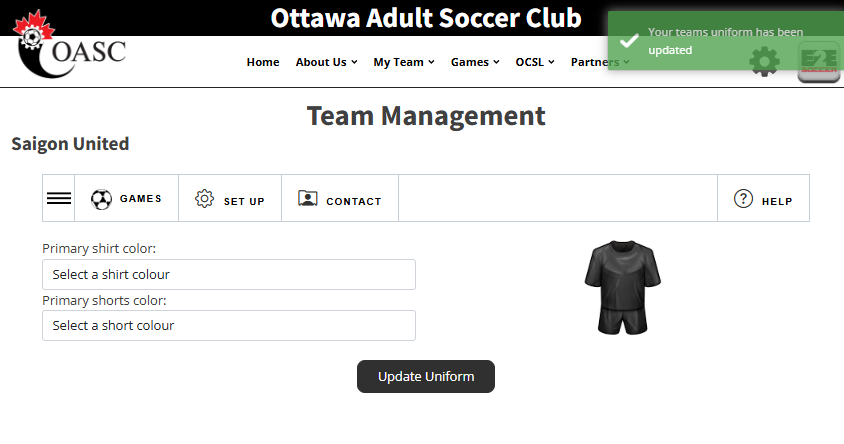 Ottawa Adult Soccer Club
Your teams uniform has been
updated
OASC
Home About Us My Team Games OCSL Partners
E2E
SOCCER
Team Management
Saigon United
GAMES SET UP CONTACT HELP
Primary shirt color:
Select a shirt colour
Primary shorts color:
Select a short colour
Update Uniform